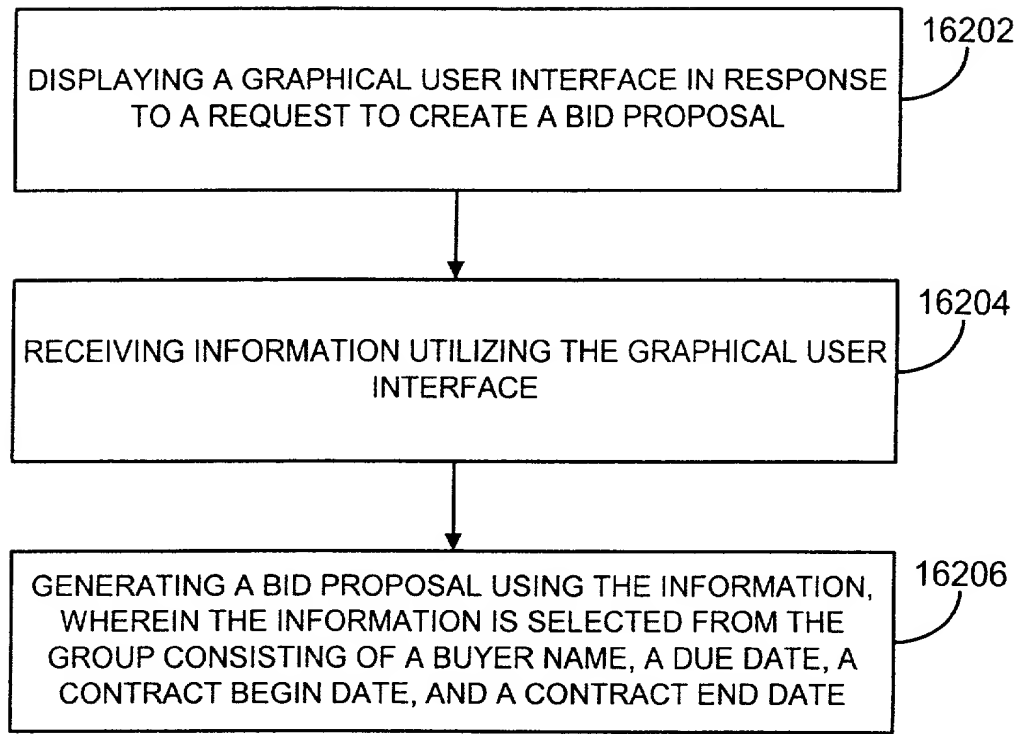 16202
DISPLAYING A GRAPHICAL USER INTERFACE IN RESPONSE
TO A REQUEST TO CREATE A BID PROPOSAL
16204
RECEIVING INFORMATION UTILIZING THE GRAPHICAL USER
INTERFACE
16206
GENERATING A BID PROPOSAL USING THE INFORMATION,
WHEREIN THE INFORMATION IS SELECTED FROM THE
GROUP CONSISTING OF A BUYER NAME, A DUE DATE, A
CONTRACT BEGIN DATE, AND A CONTRACT END DATE